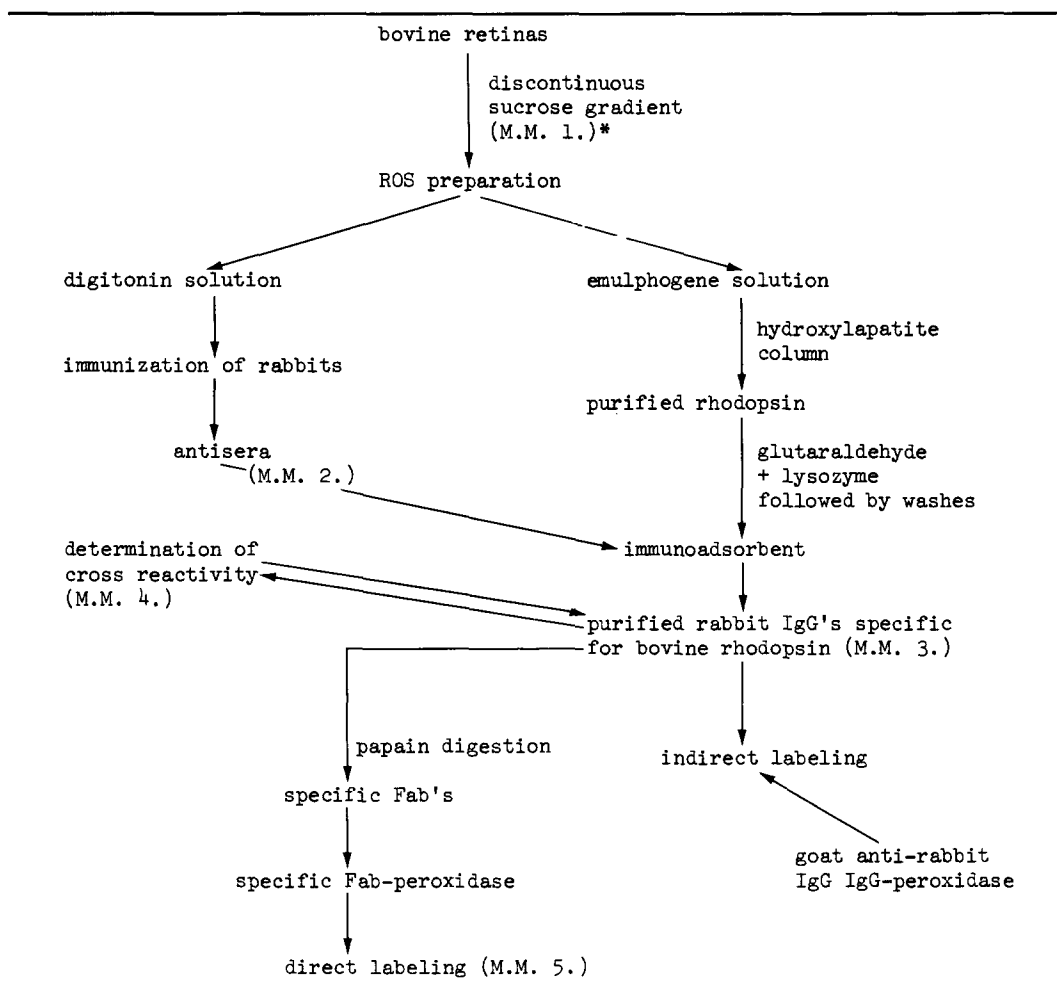 bovine retinas
discontinuous
sucrose gradient
(M.M. 1.)*
ROS preparation
digitonin solution
emulphogene solution
hydroxylapatite
column
immunization of rabbits
purified rhodopsin
antisera
(M.M. 2.)
glutaraldehyde
+ lysozyme
followed by washes
immunoadsorbent
determination of
cross reactivity
(M.M. 4.)
purified rabbit IgG's specific
for bovine rhodopsin (M.M. 3.)
papain digestion
indirect labeling
specific Fab's
goat anti-rabbit
IgG IgG-peroxidase
specific Fab-peroxidase
direct labeling (M.M. 5.)